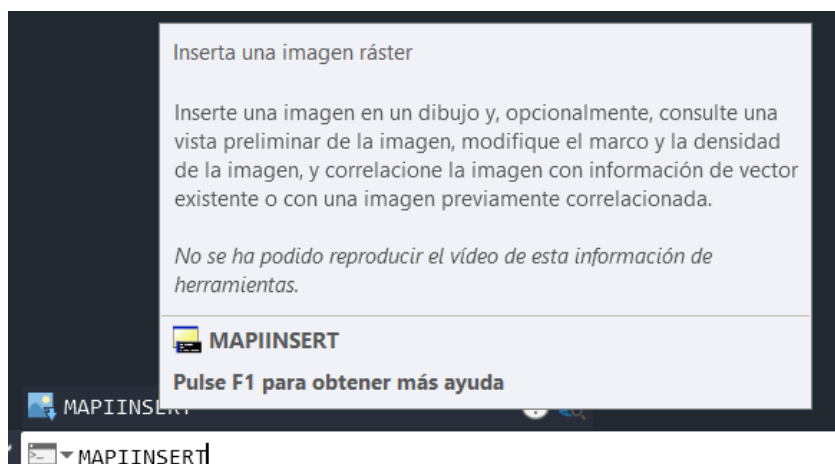 Inserta una imagen ráster
Inserte una imagen en un dibujo y, opcionalmente, consulte una
vista preliminar de la imagen, modifique el marco y la densidad
de la imagen, y correlacione la imagen con información de vector
existente o con una imagen previamente correlacionada.
No se ha podido reproducir el vídeo de esta información de
herramientas.
MAPIINSERT
Pulse F1 para obtener más ayuda
MAPIINSERT
MAPIINSERT